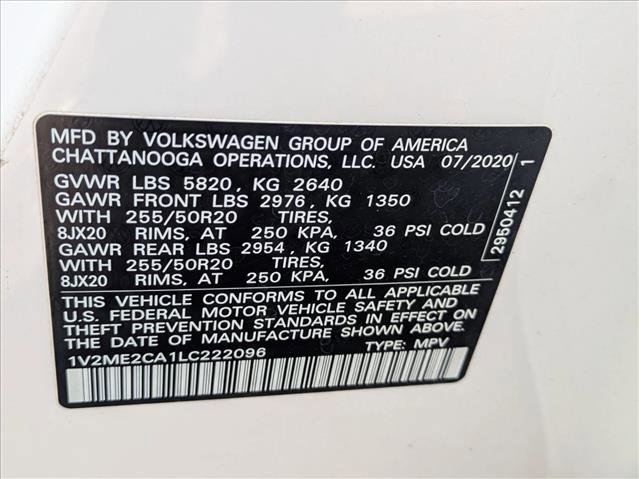 MFD BY VOLKSWAGEN GROUP OF AMERICA
CHATTANOOGA OPERATIONS, LLC. USA 07/2020
GVWR LBS 5820, KG 2640
GAWR FRONT LBS 2976, KG 1350
WITH 255/50R20 TIRES,
8JX20 RIMS, AT 250 KPA, 36 PSI COLD
GAWR REAR LBS 2954, KG 1340
WITH 255/50R20 TIRES,
8JX20 RIMS, AT 250 KPA, 36 PSI COLD
THIS VEHICLE CONFORMS TO ALL APPLICABLE
U.S. FEDERAL MOTOR VEHICLE SAFETY AND
THEFT PREVENTION STANDARDS IN EFFECT ON
THE DATE OF MANUFACTURE SHOWN ABOVE.
1V2ME2CA1LC222096 TYPE: MPV
2950412 1